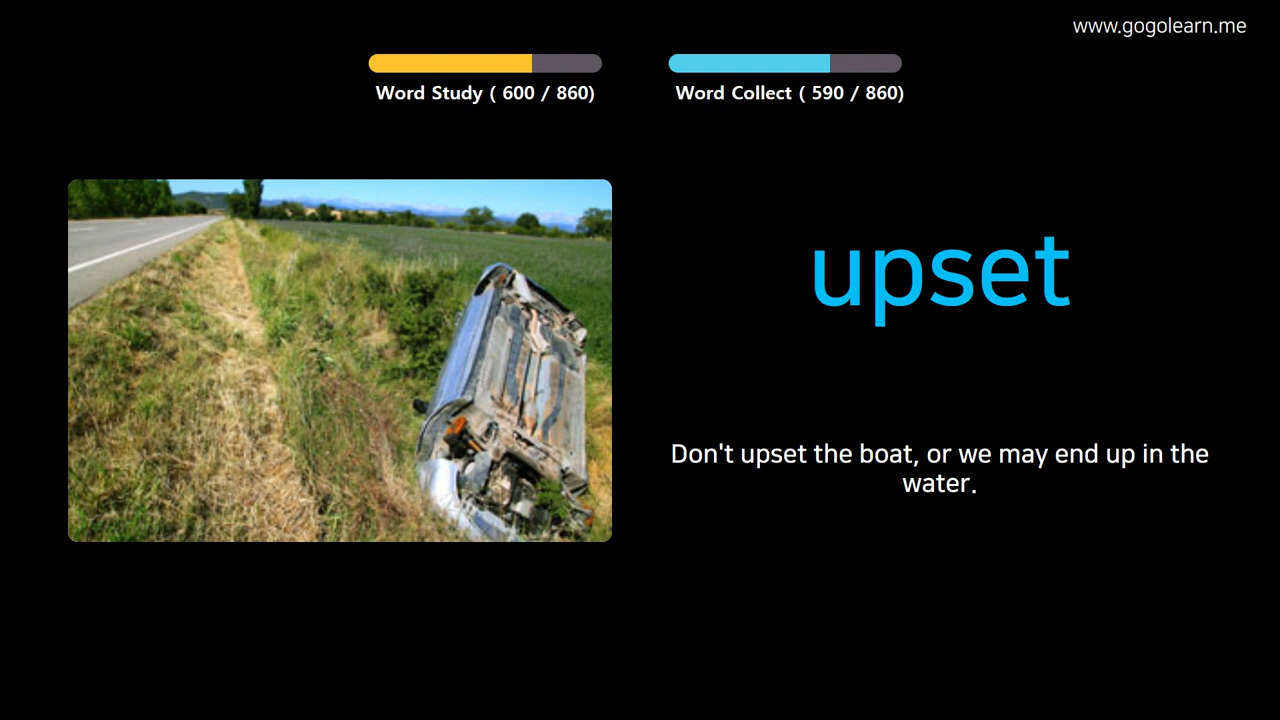 www.gogolearn.me
Word Study ( 600 / 860)
Word Collect ( 590 / 860)
upset
Don't upset the boat, or we may end up in the
water.